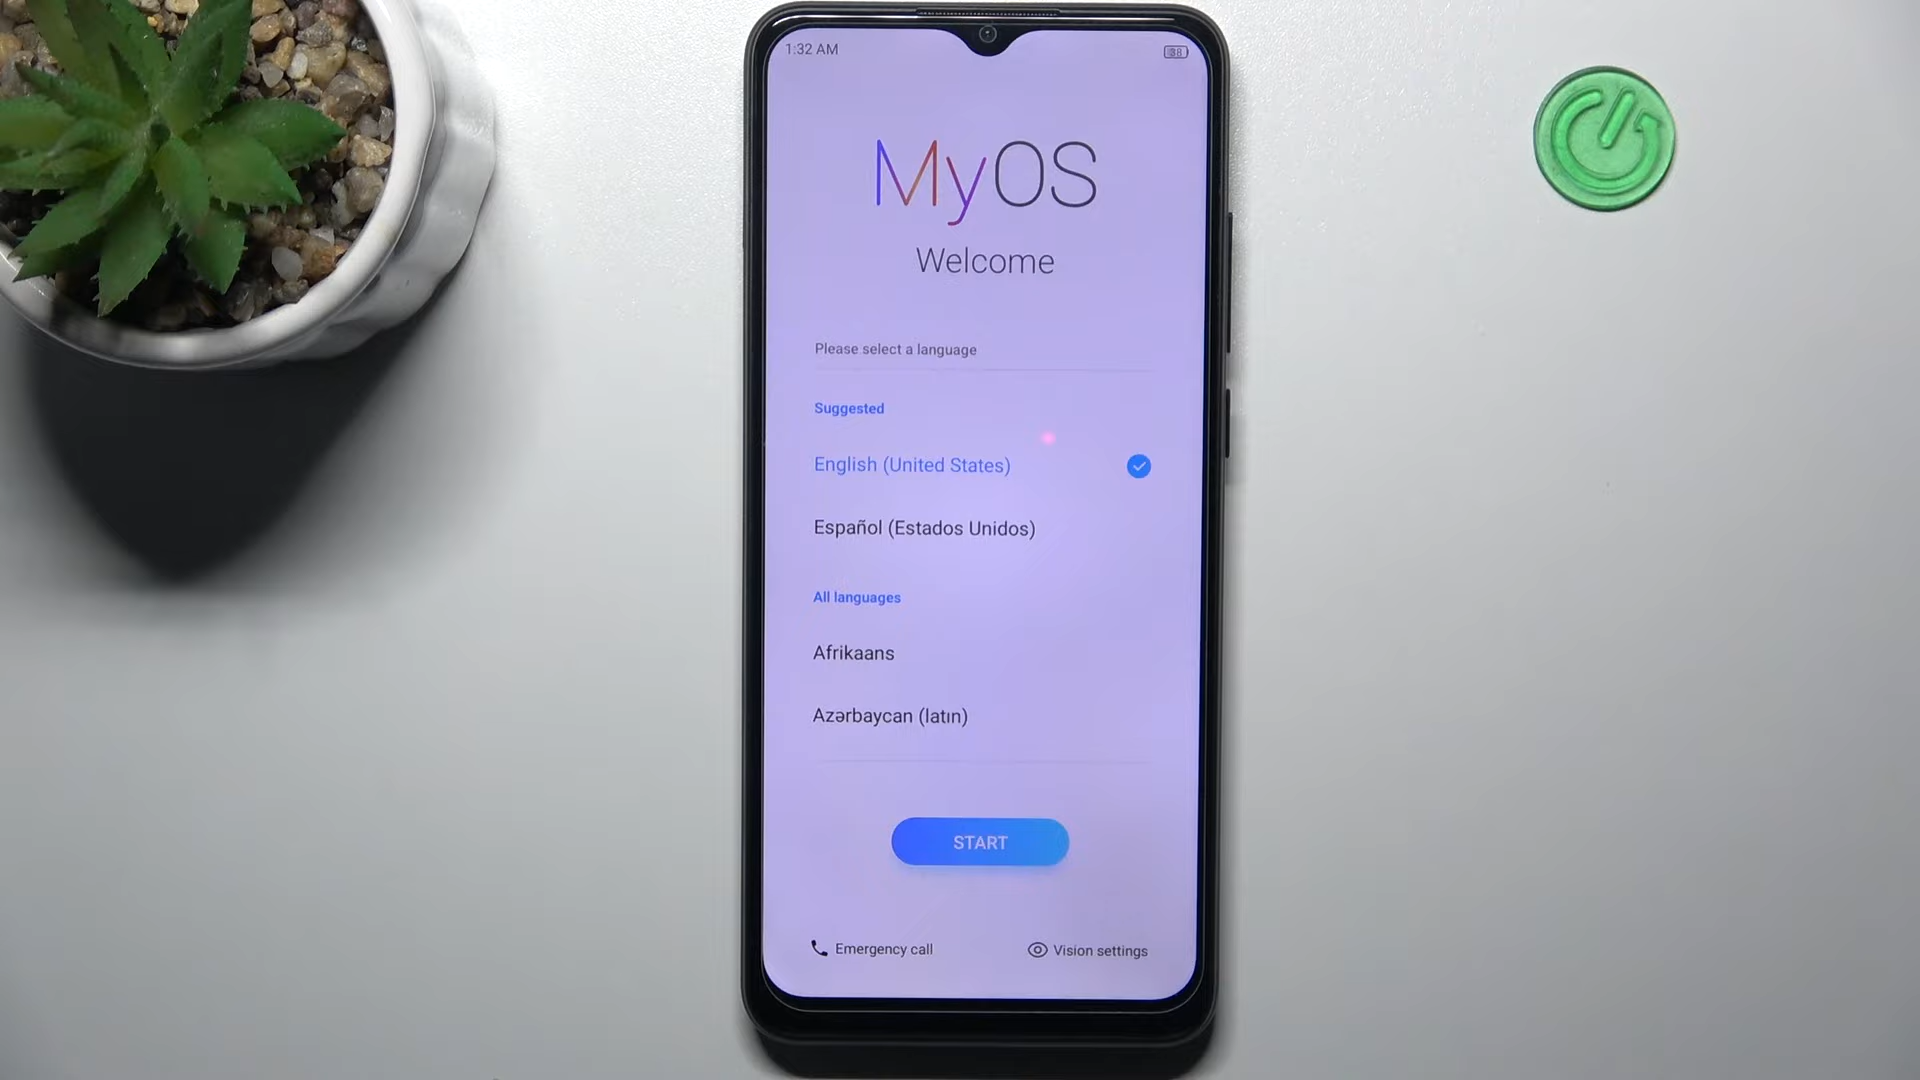 1:32 AM
38
MyOS
Welcome
Please select a language
Suggested
English (United States)
Español (Estados Unidos)
All languages
Afrikaans
Azərbaycan (latın)
START
Emergency call
Vision settings